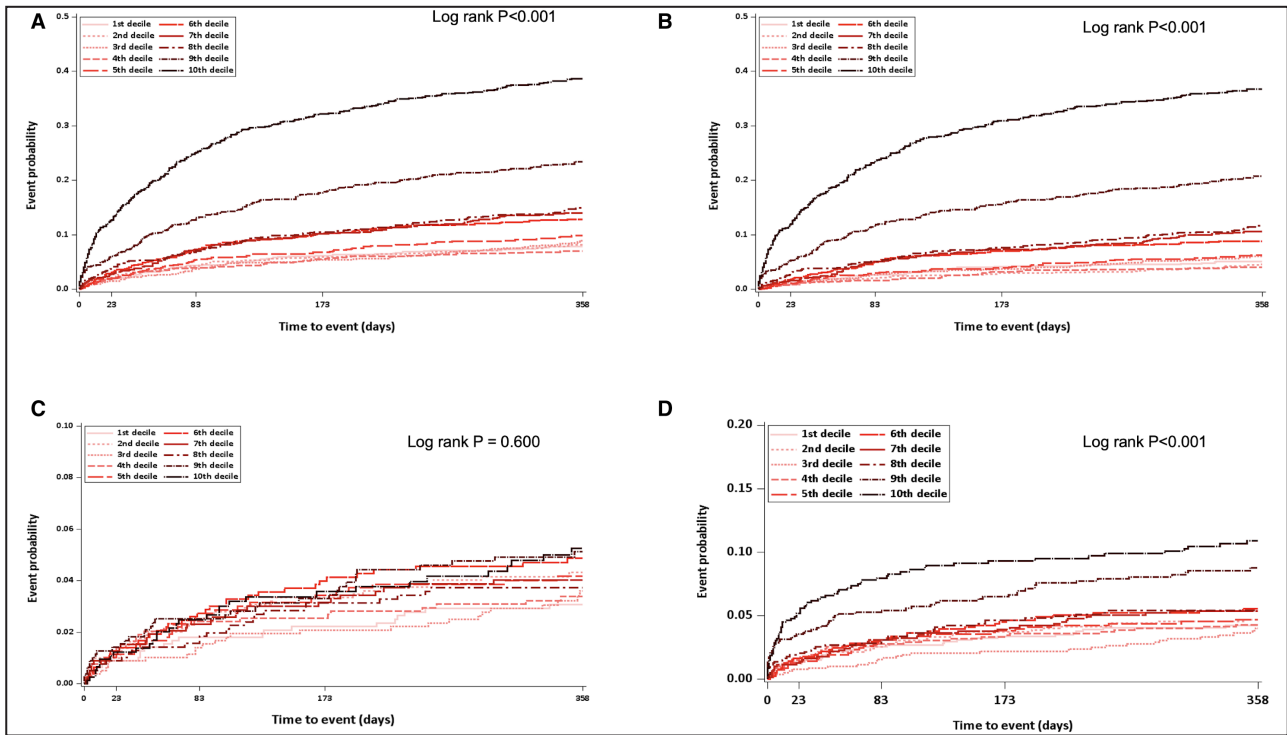 A
Log rank P<0.001
0.5
0.4
0.3
0.2
0.1
0.0
Event probability
1st decile
2nd decile
3rd decile
4th decile
5th decile
6th decile
7th decile
8th decile
9th decile
10th decile
0 23 83 173 358
Time to event (days)
B
Log rank P<0.001
0.5
0.4
0.3
0.2
0.1
0.0
Event probability
1st decile
2nd decile
3rd decile
4th decile
5th decile
6th decile
7th decile
8th decile
9th decile
10th decile
0 23 83 173 358
Time to event (days)
C
Log rank P = 0.600
0.10
0.08
0.06
0.04
0.02
0.00
Event probability
1st decile
2nd decile
3rd decile
4th decile
5th decile
6th decile
7th decile
8th decile
9th decile
10th decile
0 23 83 173 358
Time to event (days)
D
Log rank P<0.001
0.20
0.15
0.10
0.05
0.00
Event probability
1st decile
2nd decile
3rd decile
4th decile
5th decile
6th decile
7th decile
8th decile
9th decile
10th decile
0 23 83 173 358
Time to event (days)